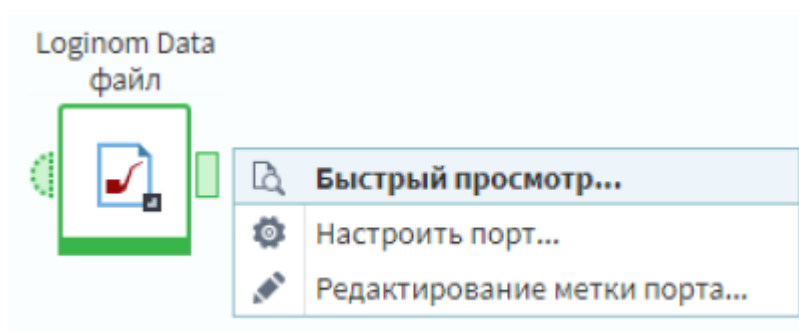 Loginom Data
файл
Быстрый просмотр...
Настроить порт...
Редактирование метки порта...